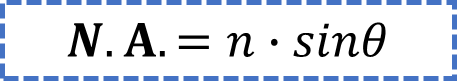 N. A. = n · sinθ